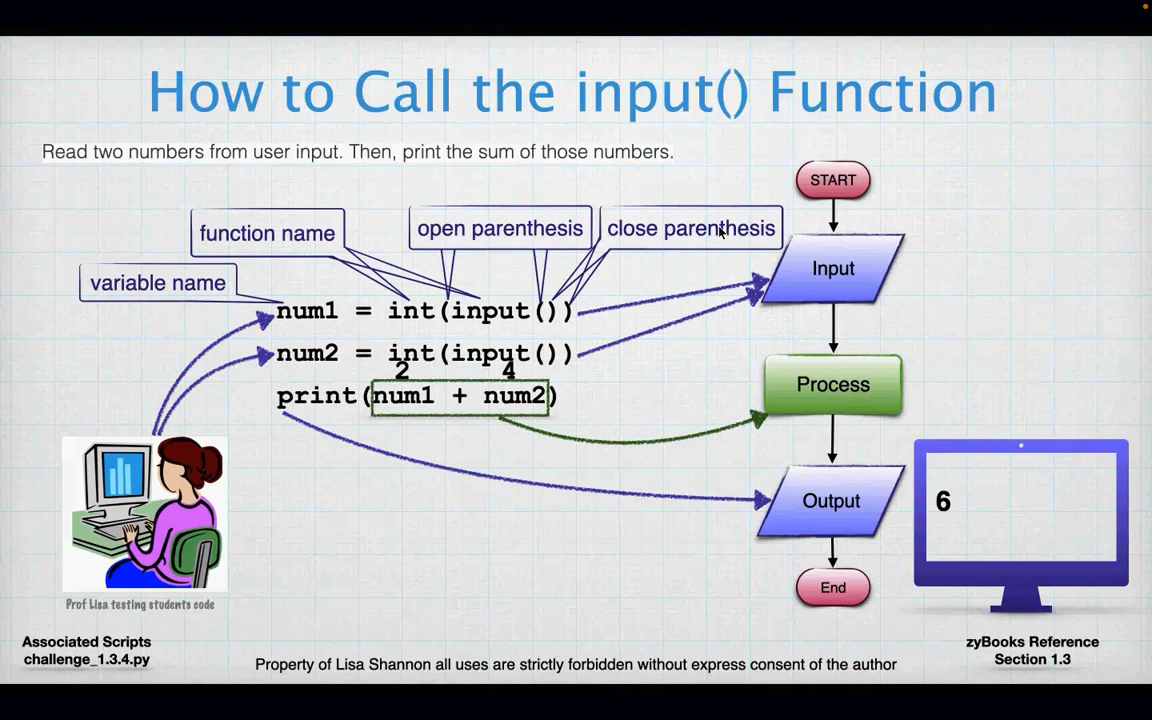 How to Call the input() Function
Read two numbers from user input. Then, print the sum of those numbers.
START
function name
open parenthesis
close parenthesis
variable name
Input
num1 = int(input())
num2 = int(input())
2 4
print(num1 + num2)
Process
Output
6
End
Prof Lisa testing students code
Associated Scripts
challenge_1.3.4.py
Property of Lisa Shannon all uses are strictly forbidden without express consent of the author
zyBooks Reference
Section 1.3